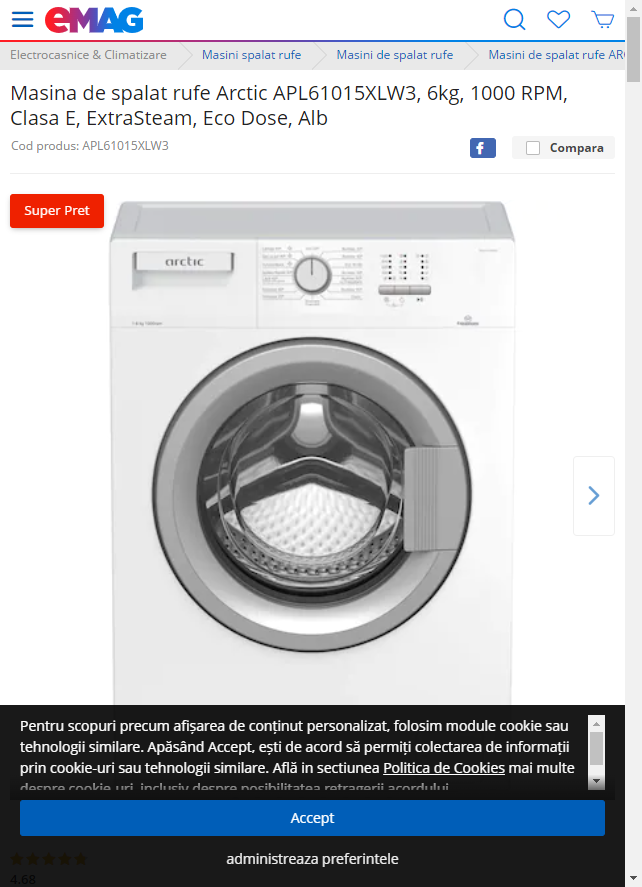 eMAG
Electrocasnice & Climatizare
Masini spalat rufe
Masini de spalat rufe
Masini de spalat rufe AR
Masina de spalat rufe Arctic APL61015XLW3, 6kg, 1000 RPM,
Clasa E, ExtraSteam, Eco Dose, Alb
Cod produs: APL61015XLW3
f
Compara
Super Pret
arctic
Pentru scopuri precum afișarea de conținut personalizat, folosim module cookie sau
tehnologii similare. Apăsând Accept, ești de acord să permiți colectarea de informații
prin cookie-uri sau tehnologii similare. Află in sectiunea Politica de Cookies mai multe
despre cookie-uri, inclusiv despre posibilitatea retragerii acordului.
Accept
administreaza preferintele
4.68